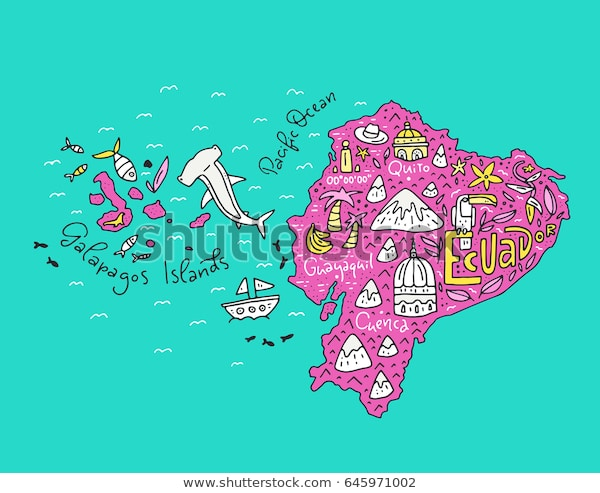 Pacific Ocean
Quito
00°00'00"
Galapagos Islands
Guayaquil
ECUADOR
Cuenca
shutterstock
www.shutterstock.com · 645971002